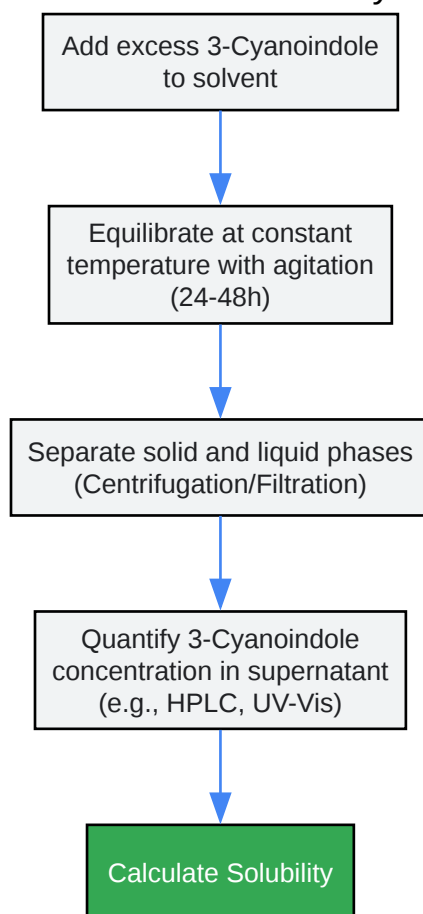 Add excess 3-Cyanoindole
to solvent
Equilibrate at constant
temperature with agitation
(24-48h)
Separate solid and liquid phases
(Centrifugation/Filtration)
Quantify 3-Cyanoindole
concentration in supernatant
(e.g., HPLC, UV-Vis)
Calculate Solubility